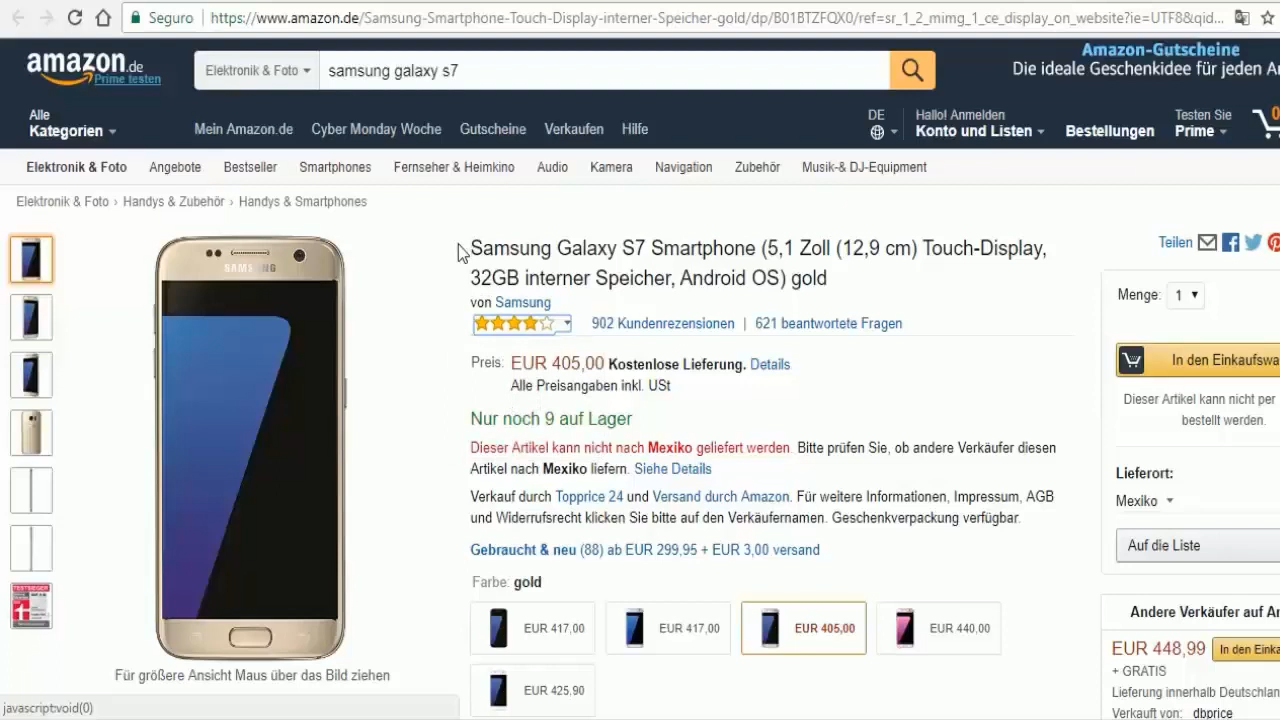 Seguro
https://www.amazon.de/Samsung-Smartphone-Touch-Display-interner-Speicher-gold/dp/B01BTZFQX0/ref=sr_1_2_mimg_1_ce_display_on_website?ie=UTF8&qid...
amazon.de
Prime testen
Elektronik & Foto
samsung galaxy s7
Amazon-Gutscheine
Die ideale Geschenkidee für jeden An
Alle
Kategorien
Mein Amazon.de
Cyber Monday Woche
Gutscheine
Verkaufen
Hilfe
DE
Hallo! Anmelden
Konto und Listen
Bestellungen
Testen Sie
Prime
0
Elektronik & Foto
Angebote
Bestseller
Smartphones
Fernseher & Heimkino
Audio
Kamera
Navigation
Zubehör
Musik-& DJ-Equipment
Elektronik & Foto › Handys & Zubehör › Handys & Smartphones
SAMSUNG
Für größere Ansicht Maus über das Bild ziehen
Samsung Galaxy S7 Smartphone (5,1 Zoll (12,9 cm) Touch-Display,
32GB interner Speicher, Android OS) gold
von Samsung
902 Kundenrezensionen | 621 beantwortete Fragen
Preis: EUR 405,00 Kostenlose Lieferung. Details
Alle Preisangaben inkl. USt
Nur noch 9 auf Lager
Dieser Artikel kann nicht nach Mexiko geliefert werden. Bitte prüfen Sie, ob andere Verkäufer diesen
Artikel nach Mexiko liefern. Siehe Details
Verkauf durch Topprice 24 und Versand durch Amazon. Für weitere Informationen, Impressum, AGB
und Widerrufsrecht klicken Sie bitte auf den Verkäufernamen. Geschenkverpackung verfügbar.
Gebraucht & neu (88) ab EUR 299,95 + EUR 3,00 versand
Farbe: gold
EUR 417,00
EUR 417,00
EUR 405,00
EUR 440,00
EUR 425,90
Teilen
Menge: 1
In den Einkaufswa
Dieser Artikel kann nicht per
bestellt werden.
Lieferort:
Mexiko
Auf die Liste
Andere Verkäufer auf Am
EUR 448,99
In den Einka
+ GRATIS
Lieferung innerhalb Deutschlan
Verkauf von: dbprice
javascript:void(0)